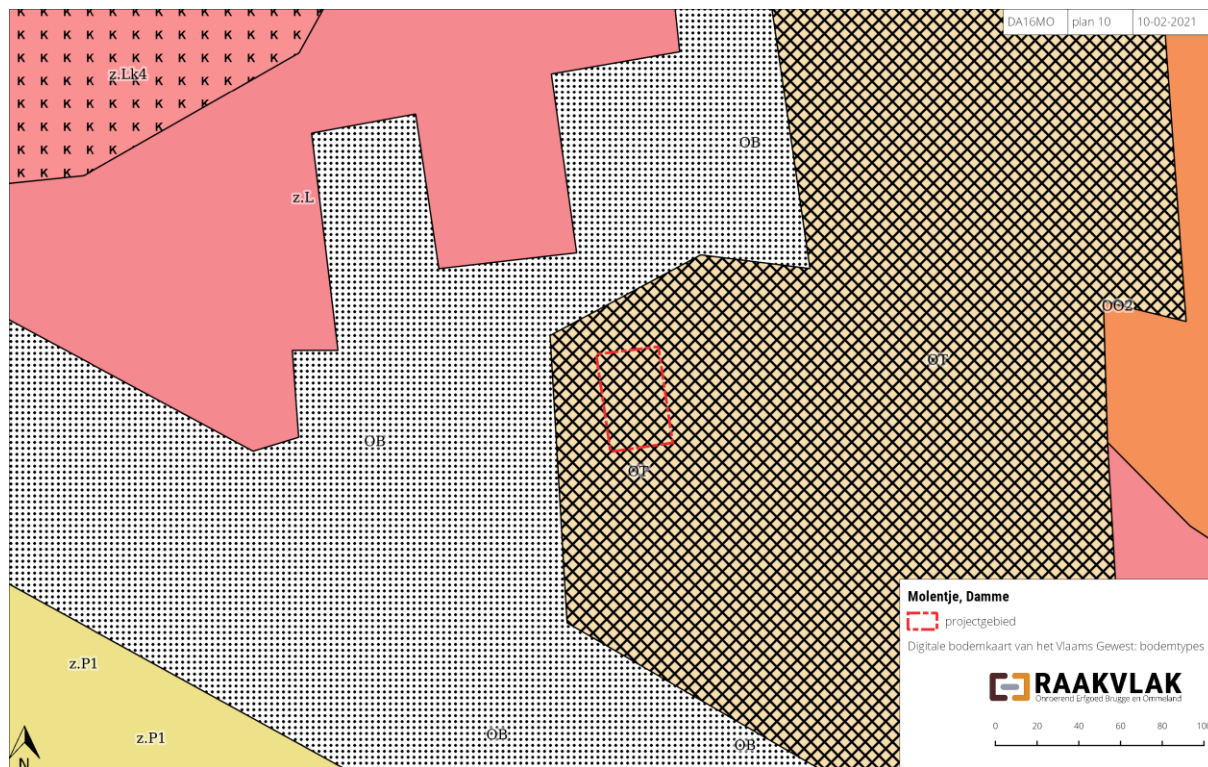 DA16MO plan 10 10-02-2021
K K K K K K K K K K K K K K
K K K K K K K K K K K K K
K K K K K K K K K K K
z.Lk4
K K K K K K K K K
K K K K K K K
K K K K
OB
z.L
OO2
OT
OB
OT
z.P1
z.P1
OB
OB
N
Molentje, Damme
projectgebied
Digitale bodemkaart van het Vlaams Gewest: bodemtypes
RAAKVLAK
Onroerend Erfgoed Brugge en Ommeland
0 20 40 60 80 100